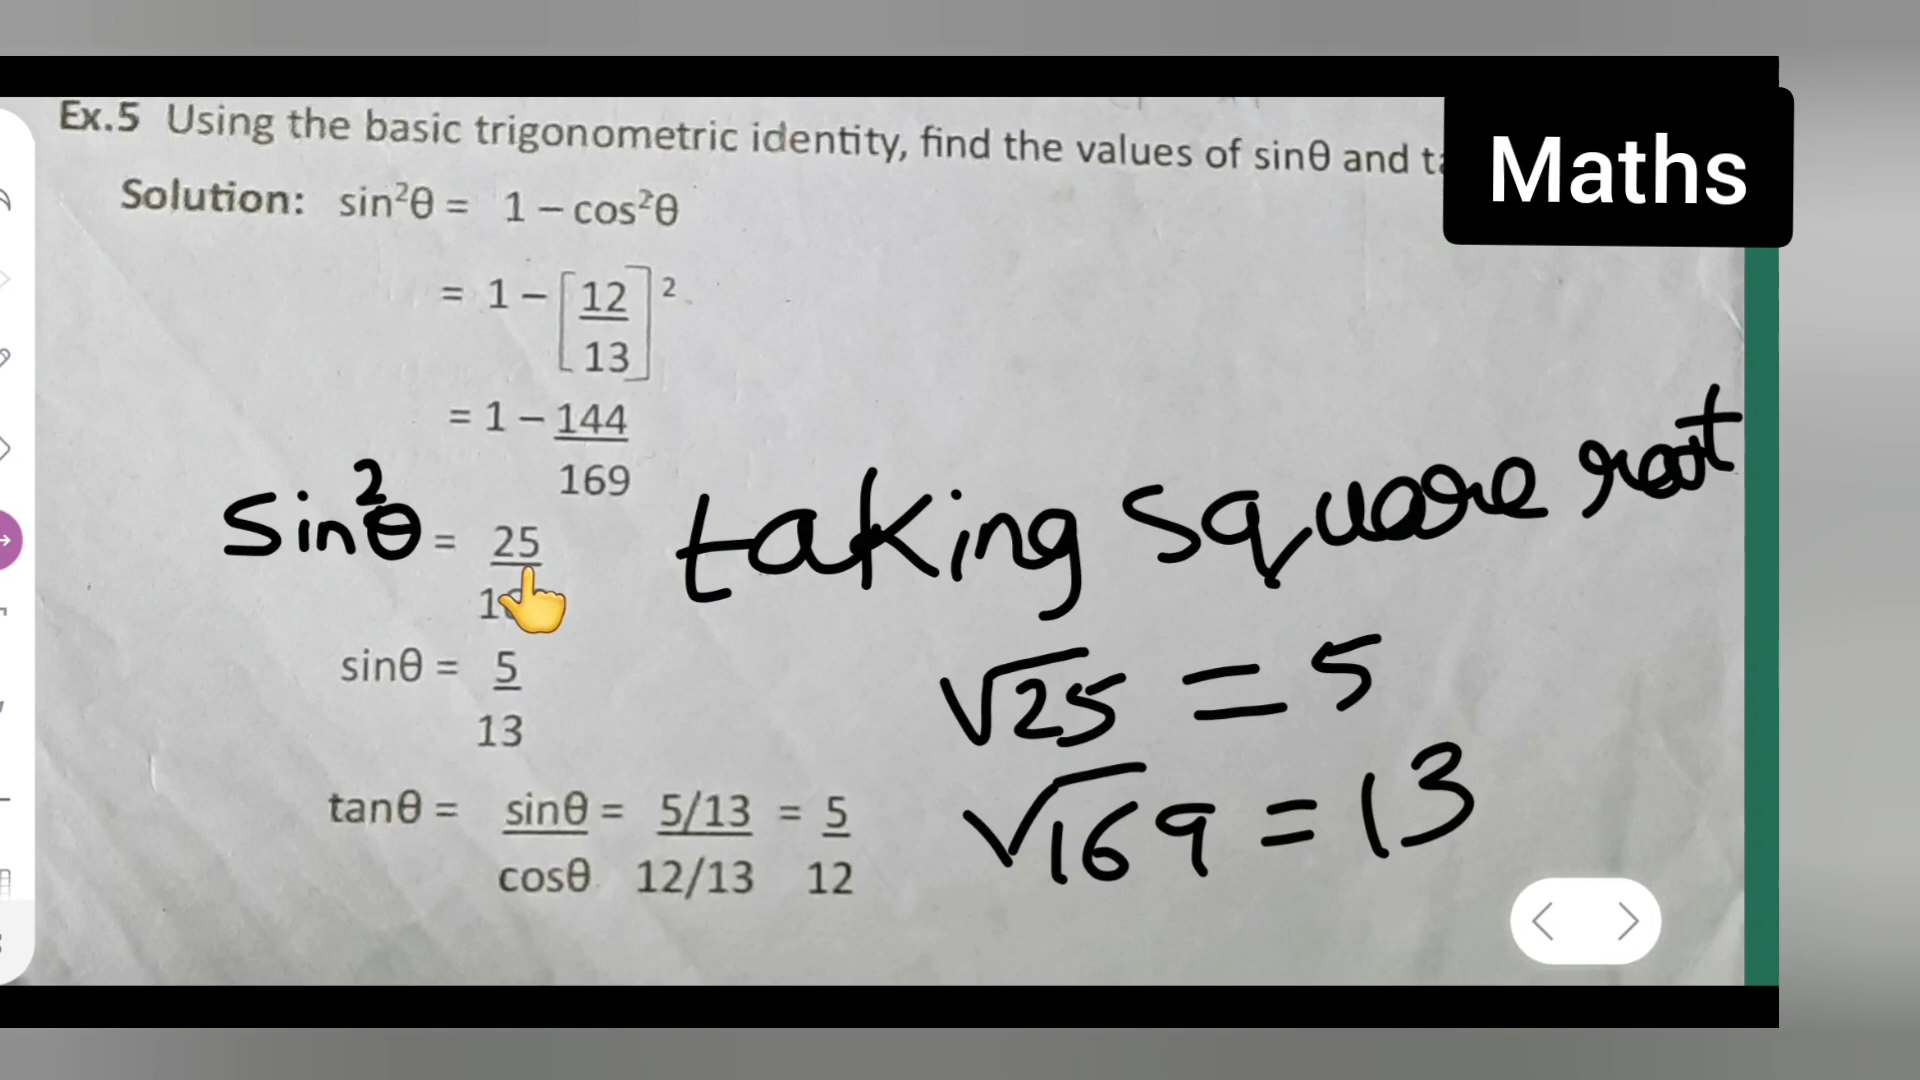 Ex.5 Using the basic trigonometric identity, find the values of sinθ and
Maths
Solution: sin²θ = 1 – cos²θ
= 1 – [12/13]²
= 1 – 144/169
sin²θ = 25
taking square root
√25 = 5
sinθ = 5/13
√169 = 13
tanθ = sinθ/cosθ = 5/13 / 12/13 = 5/12